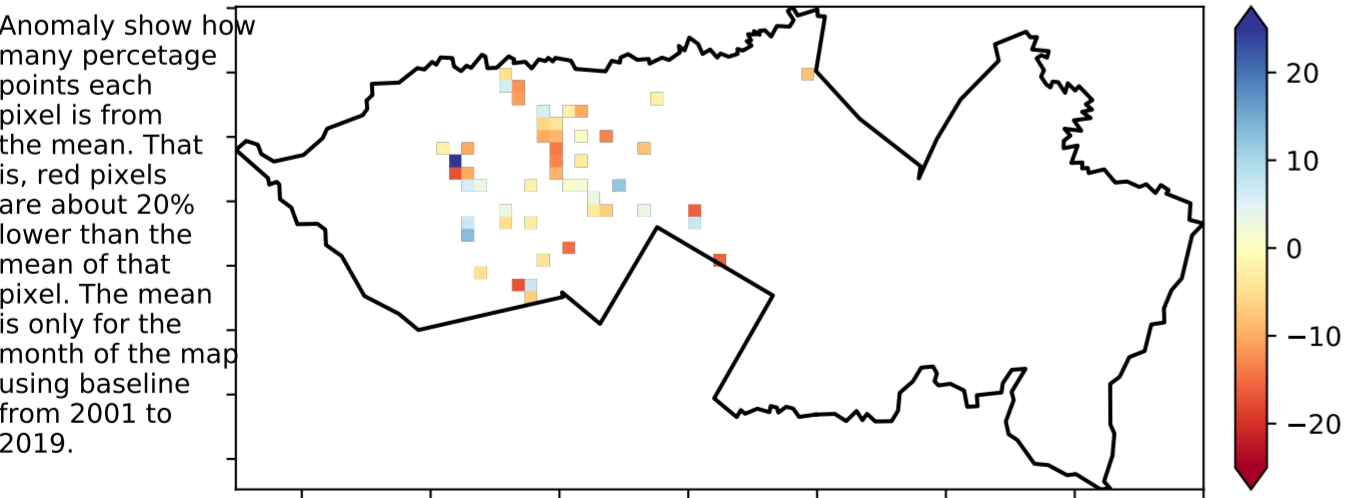 Anomaly show how
many percetage
points each
pixel is from
the mean. That
is, red pixels
are about 20%
lower than the
mean of that
pixel. The mean
is only for the
month of the map
using baseline
from 2001 to
2019.
20
10
0
−10
−20